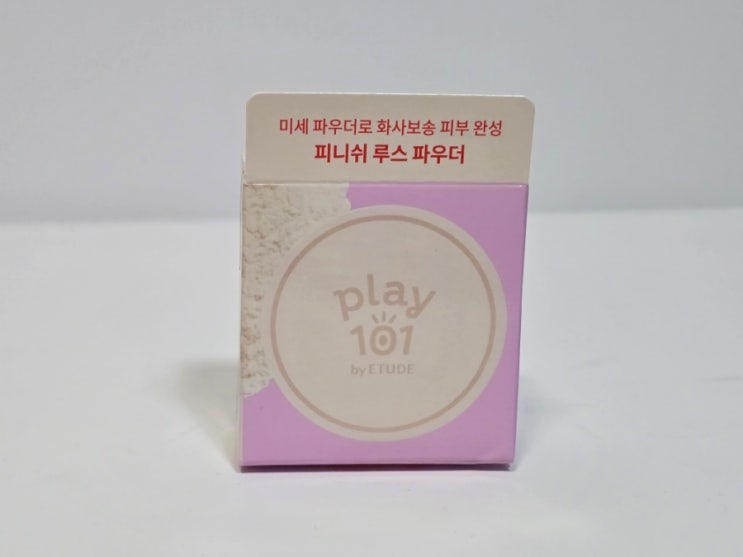 미세 파우더로 화사보송 피부 완성
피니쉬 루스 파우더
play
101
by ETUDE